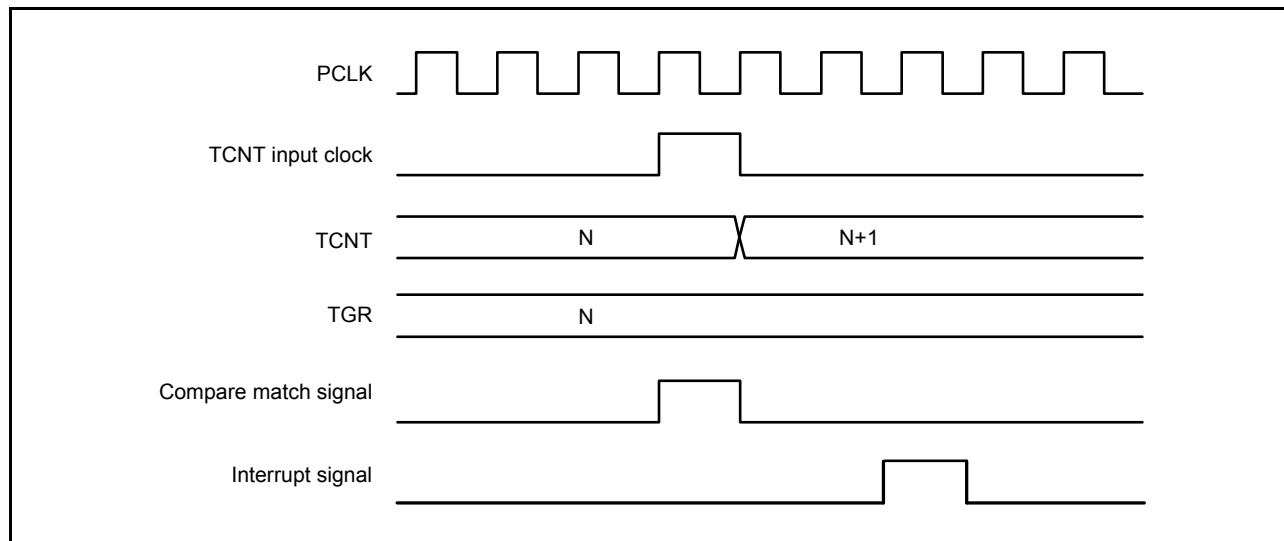 PCLK
TCNT input clock
TCNT N N+1
TGR N
Compare match signal
Interrupt signal